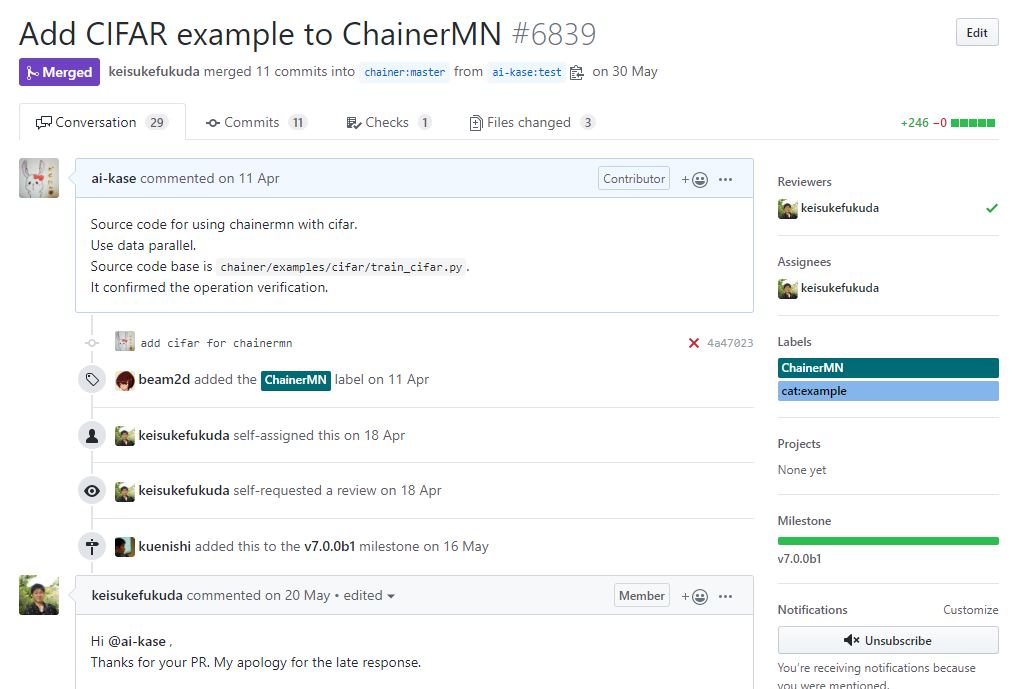 Add CIFAR example to ChainerMN #6839
Edit
Merged keisukefukuda merged 11 commits into chainer:master from ai-kase:test on 30 May
Conversation 29 Commits 11 Checks 1 Files changed 3 +246 −0
ai-kase commented on 11 Apr Contributor
Source code for using chainermn with cifar.
Use data parallel.
Source code base is chainer/examples/cifar/train_cifar.py.
It confirmed the operation verification.
add cifar for chainermn 4a47023
beam2d added the ChainerMN label on 11 Apr
keisukefukuda self-assigned this on 18 Apr
keisukefukuda self-requested a review on 18 Apr
kuenishi added this to the v7.0.0b1 milestone on 16 May
keisukefukuda commented on 20 May • edited Member
Hi @ai-kase ,
Thanks for your PR. My apology for the late response.
Reviewers
keisukefukuda
Assignees
keisukefukuda
Labels
ChainerMN
cat:example
Projects
None yet
Milestone
v7.0.0b1
Notifications Customize
Unsubscribe
You're receiving notifications because
you were mentioned.